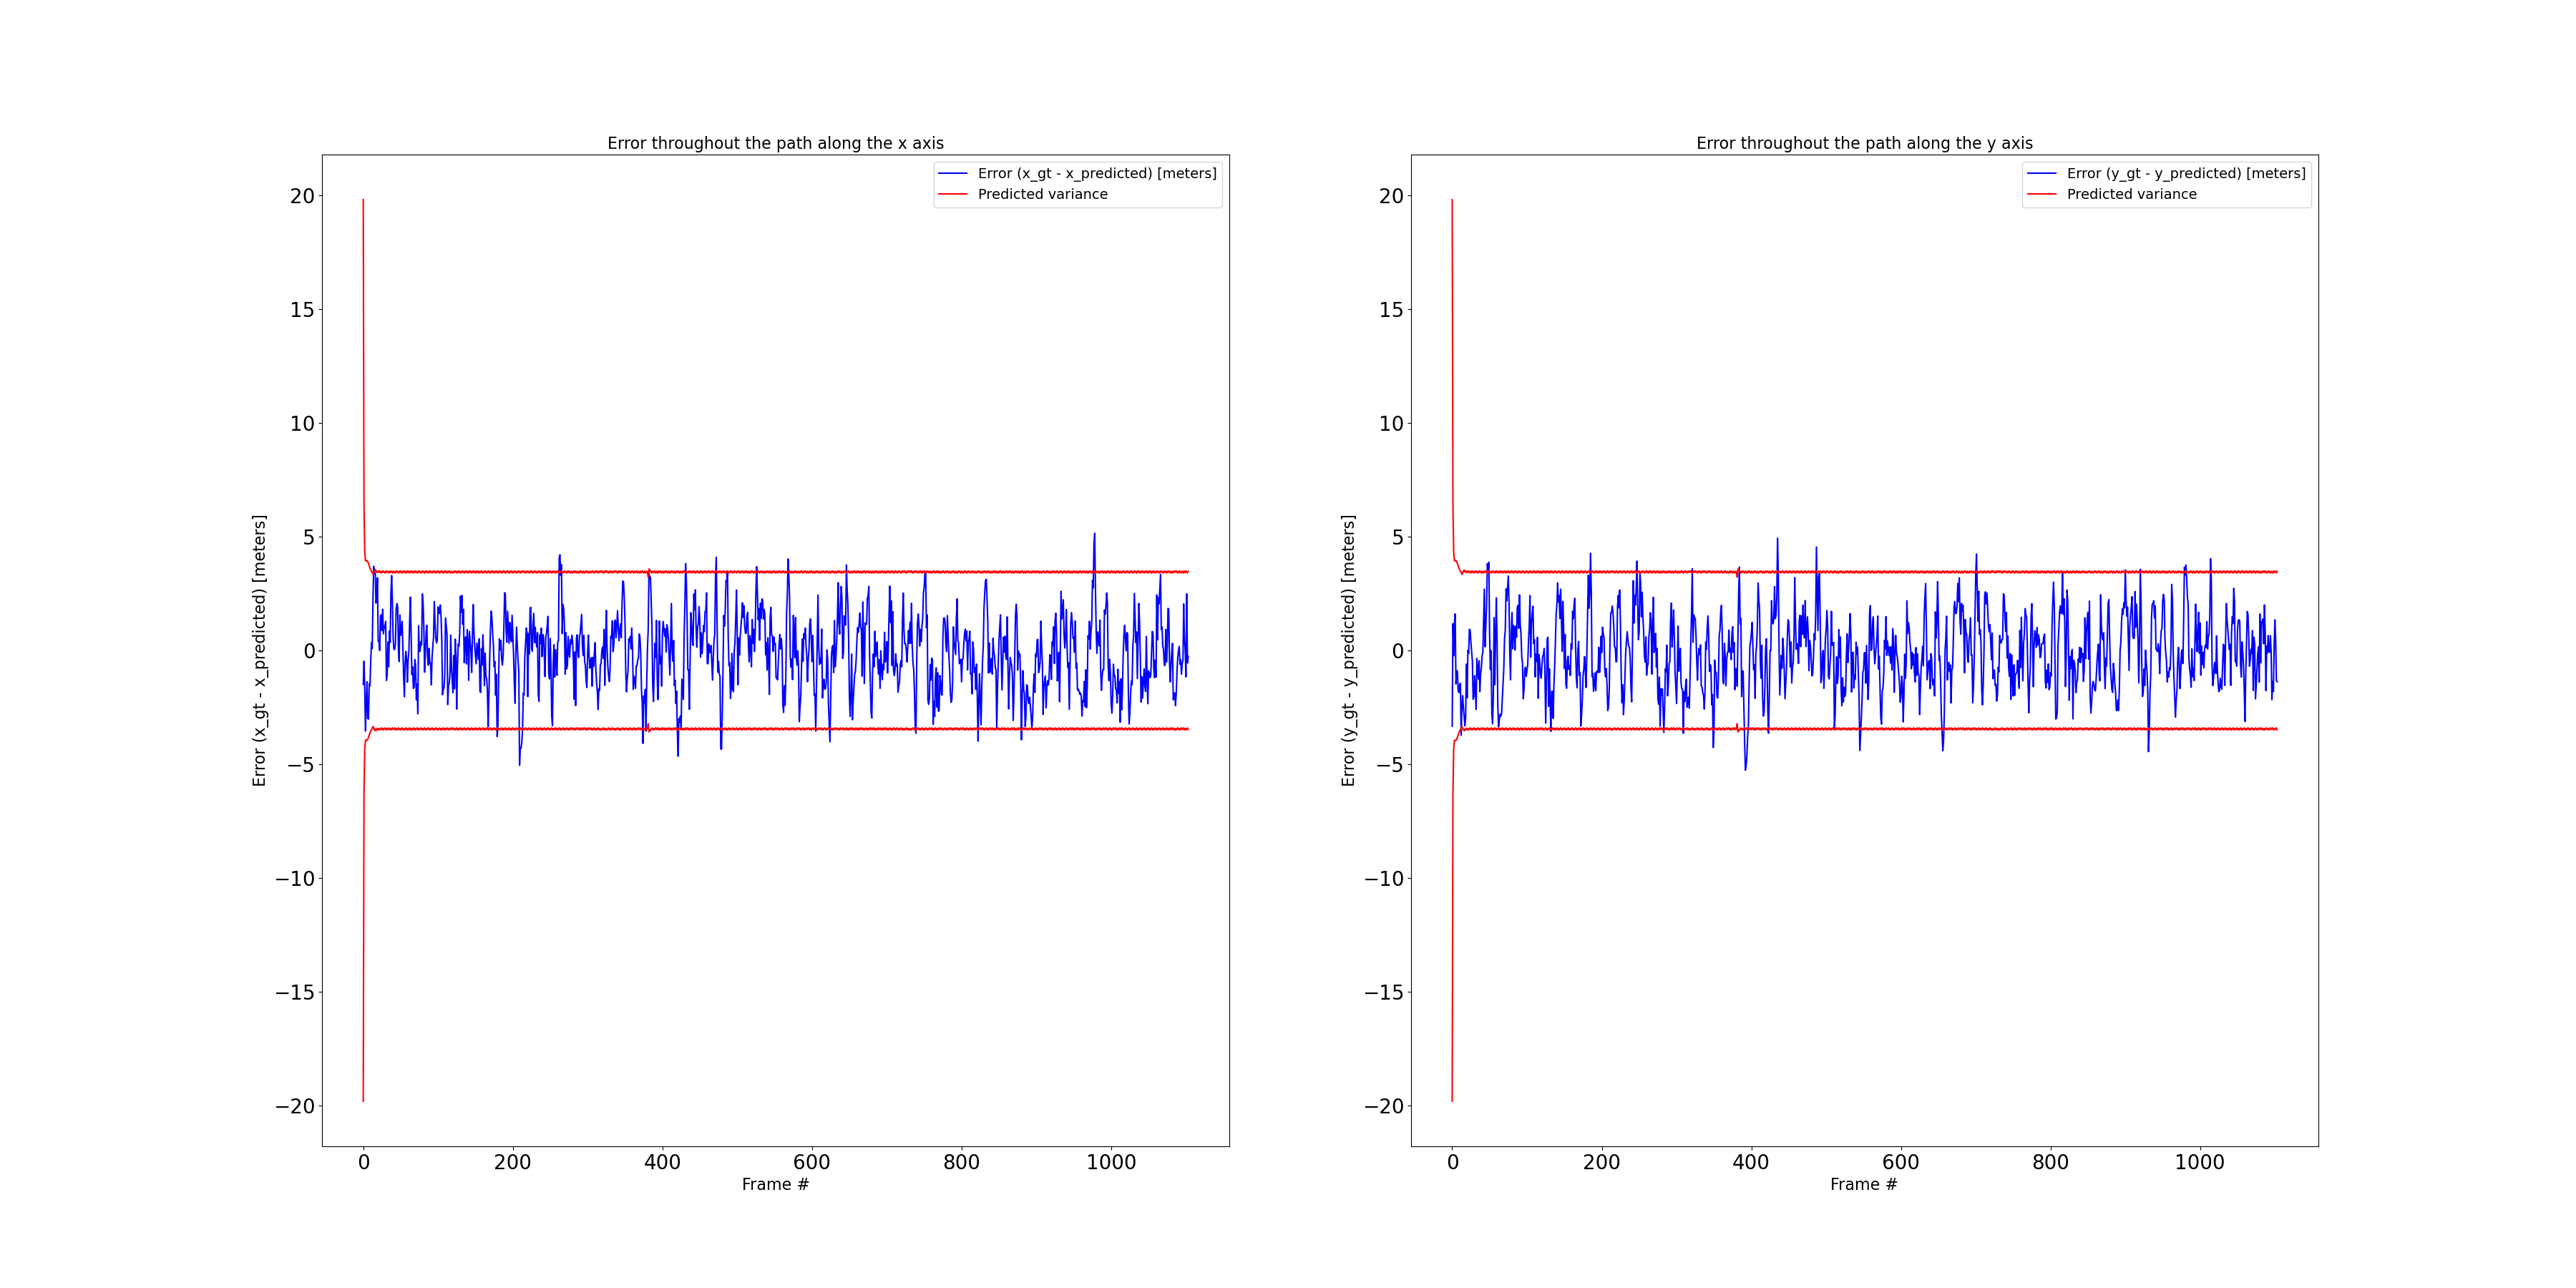 Error throughout the path along the x axis
Error (x_gt - x_predicted) [meters]
Predicted variance
20
15
10
5
0
−5
−10
−15
−20
Error (x_gt - x_predicted) [meters]
0 200 400 600 800 1000
Frame #
Error throughout the path along the y axis
Error (y_gt - y_predicted) [meters]
Predicted variance
20
15
10
5
0
−5
−10
−15
−20
Error (y_gt - y_predicted) [meters]
0 200 400 600 800 1000
Frame #